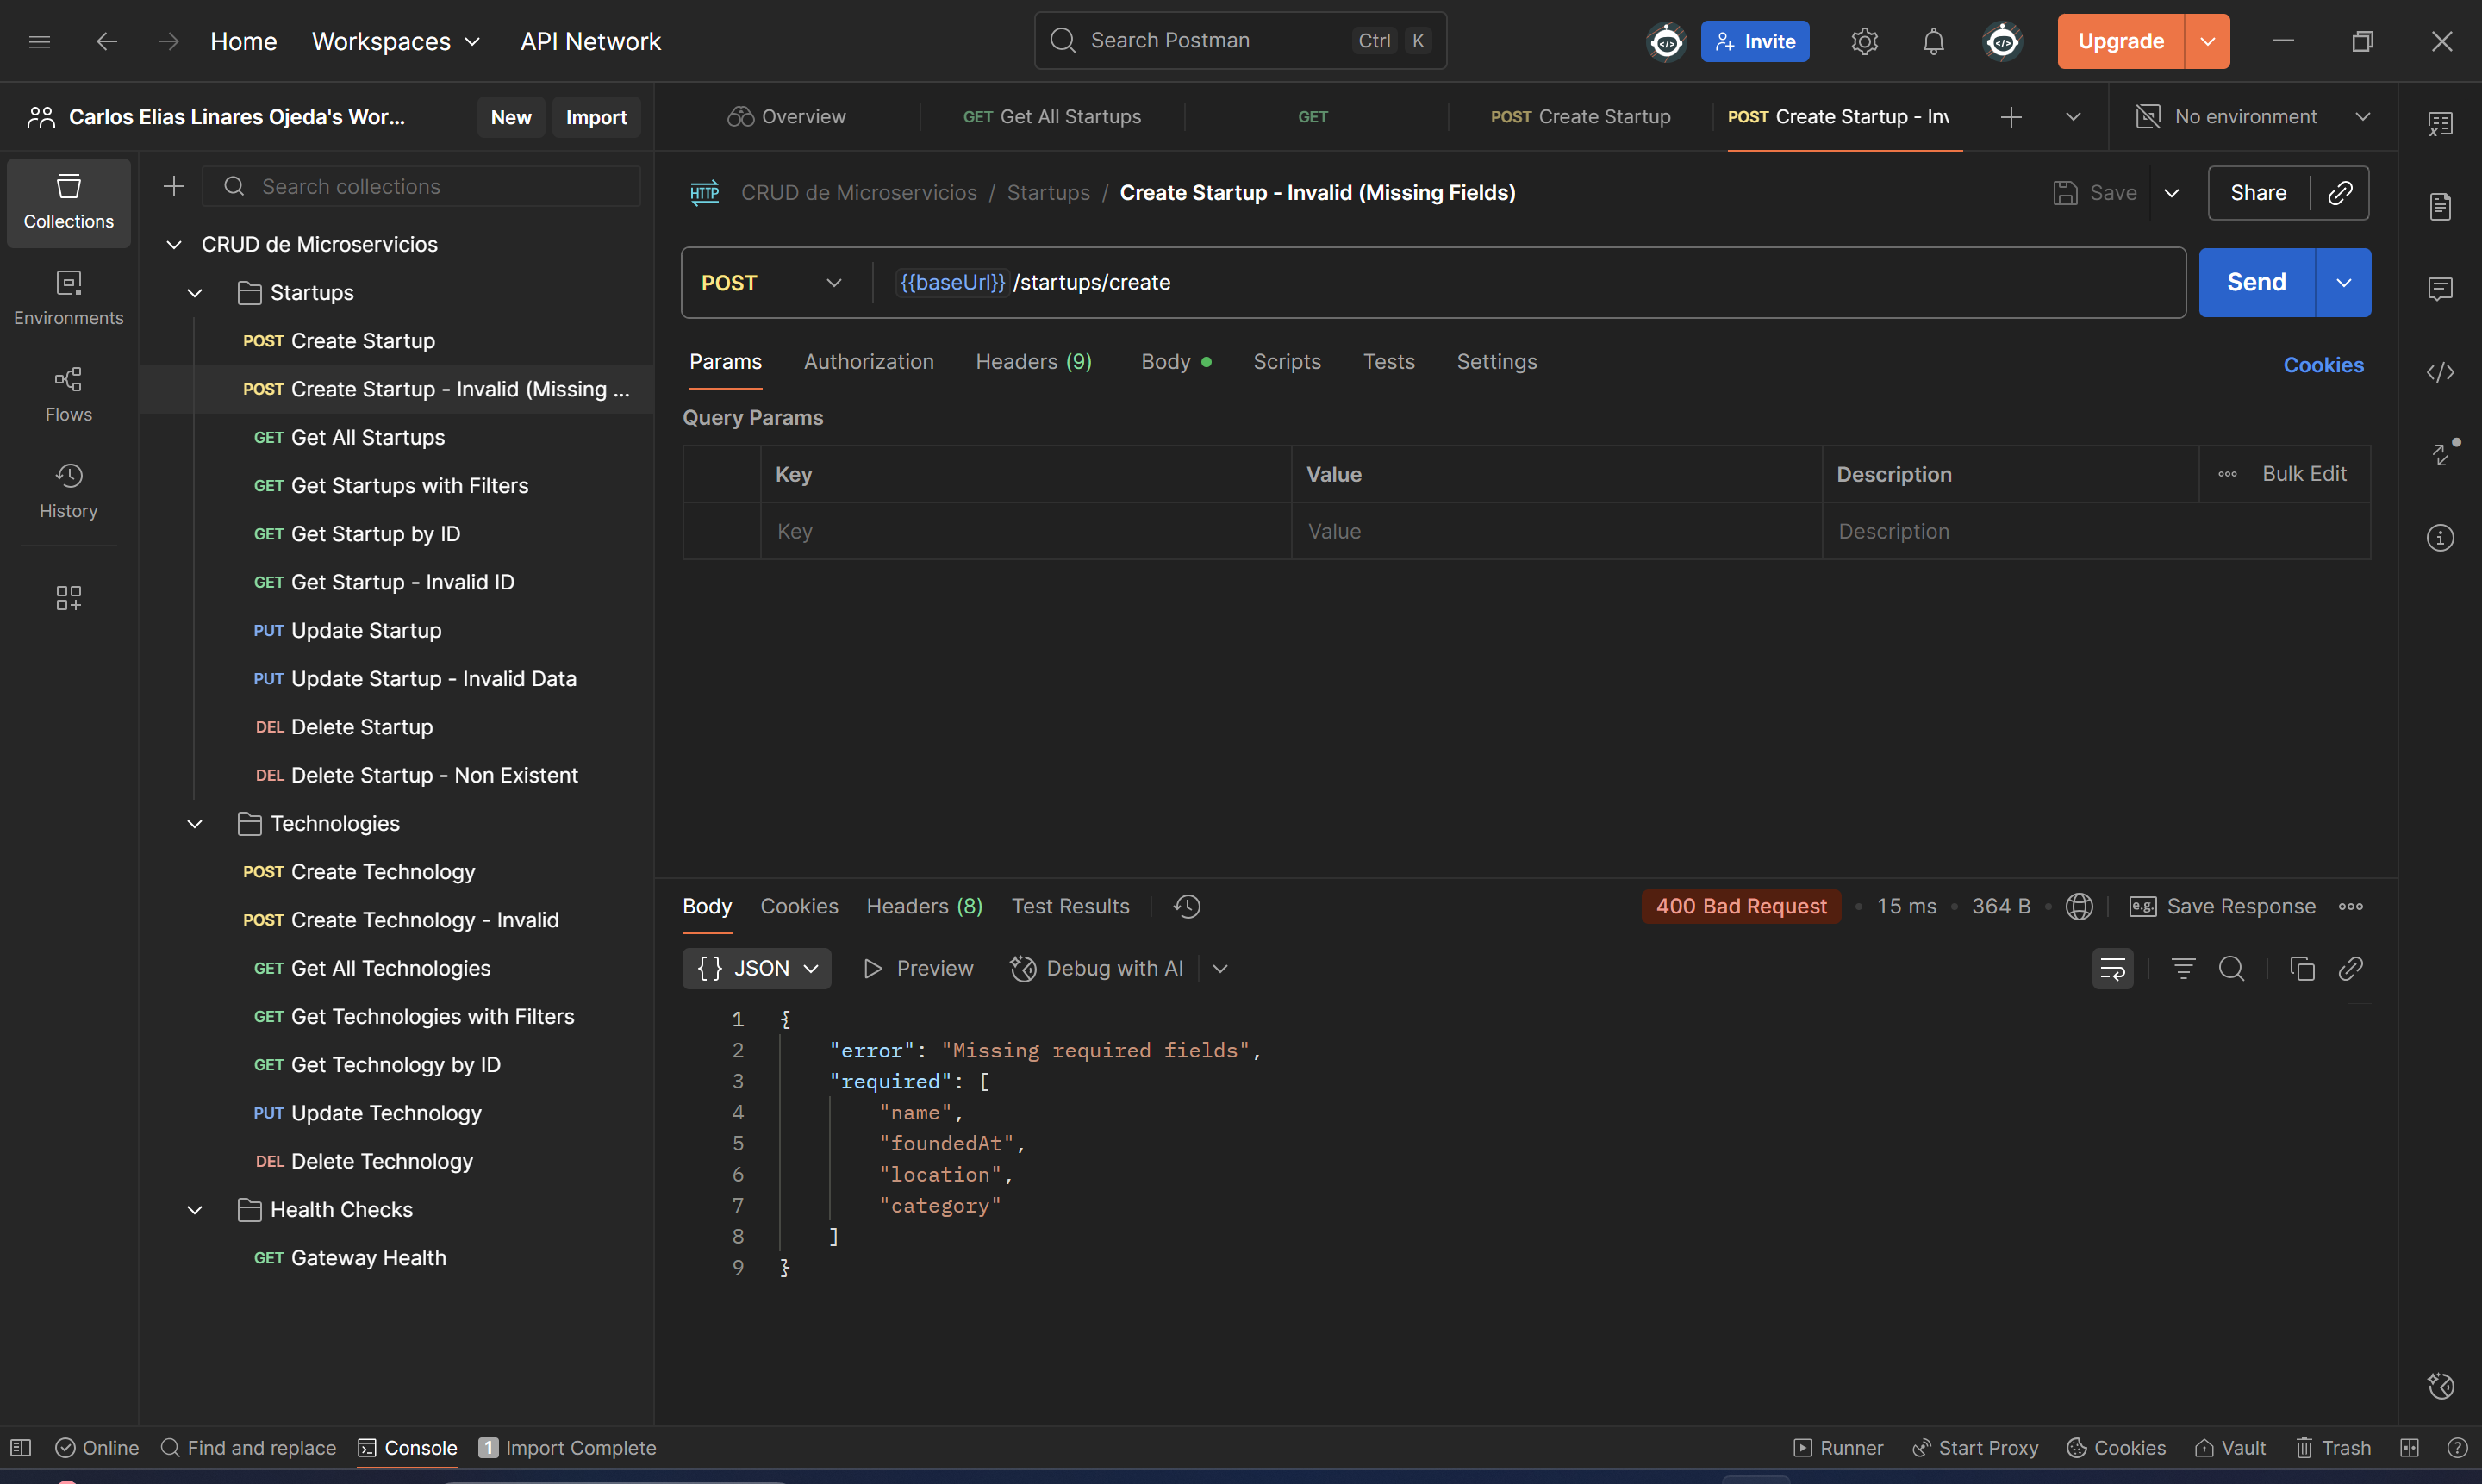 Home Workspaces API Network Search Postman Ctrl K Invite Upgrade
Carlos Elias Linares Ojeda's Wor... New Import
Overview GET Get All Startups GET POST Create Startup POST Create Startup - Inv No environment
Collections
Environments
Flows
History
Search collections
CRUD de Microservicios
Startups
POST Create Startup
POST Create Startup - Invalid (Missing ...
GET Get All Startups
GET Get Startups with Filters
GET Get Startup by ID
GET Get Startup - Invalid ID
PUT Update Startup
PUT Update Startup - Invalid Data
DEL Delete Startup
DEL Delete Startup - Non Existent
Technologies
POST Create Technology
POST Create Technology - Invalid
GET Get All Technologies
GET Get Technologies with Filters
GET Get Technology by ID
PUT Update Technology
DEL Delete Technology
Health Checks
GET Gateway Health
HTTP CRUD de Microservicios / Startups / Create Startup - Invalid (Missing Fields) Save Share
POST {{baseUrl}} /startups/create Send
Params Authorization Headers (9) Body Scripts Tests Settings Cookies
Query Params
Key Value Description Bulk Edit
Key Value Description
Body Cookies Headers (8) Test Results 400 Bad Request 15 ms 364 B e.g. Save Response
{} JSON Preview Debug with AI
1 {
2 "error": "Missing required fields",
3 "required": [
4 "name",
5 "foundedAt",
6 "location",
7 "category"
8 ]
9 }
Online Find and replace Console 1 Import Complete Runner Start Proxy Cookies Vault Trash